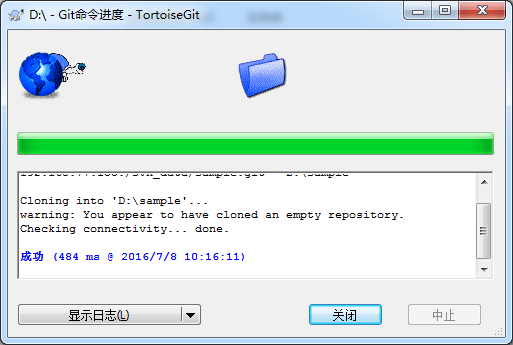 D:\ - Git命令进度 - TortoiseGit
Cloning into 'D:\sample'...
warning: You appear to have cloned an empty repository.
Checking connectivity... done.
成功 (484 ms @ 2016/7/8 10:16:11)
显示日志(L)
关闭
中止